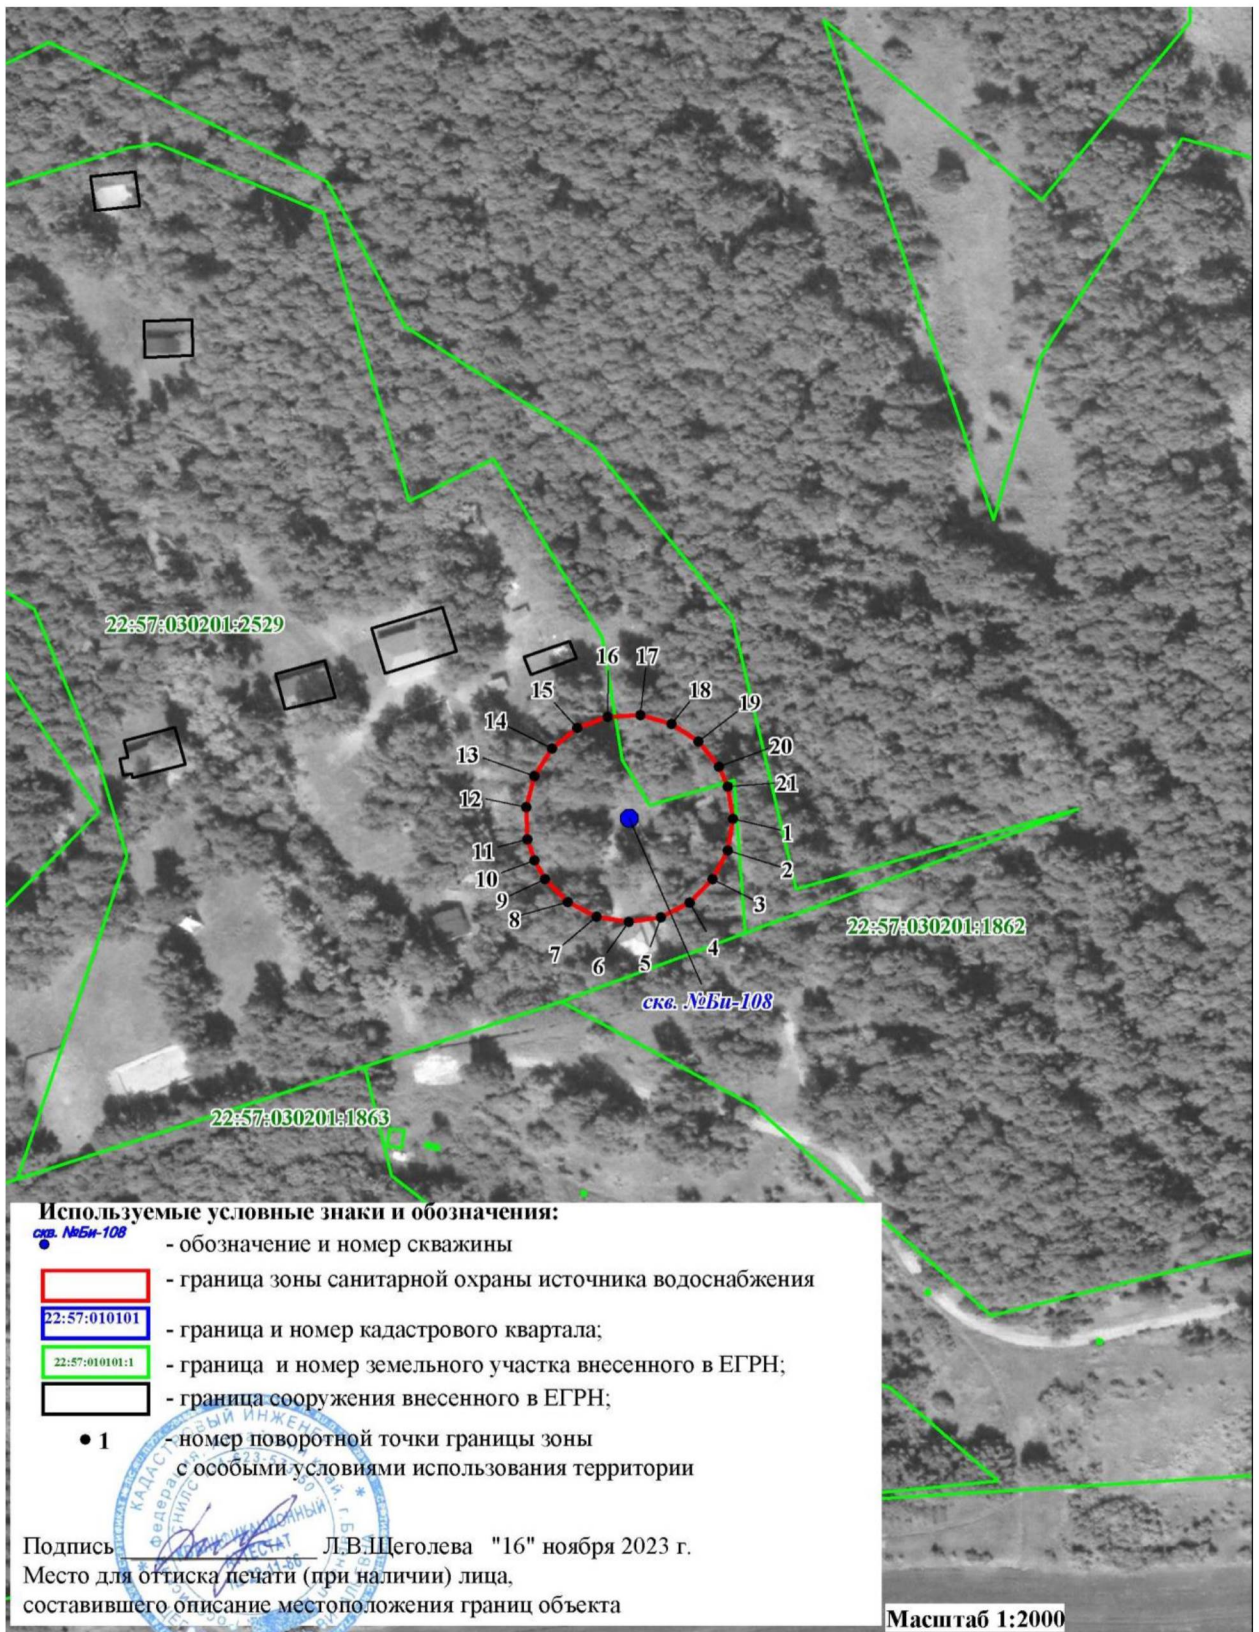 22:57:030201:2529
16 17
15 18
14 19
13 20
12 21
11 1
10 2
9 3
8 4
7 6 5
22:57:030201:1862
скв. №Би-108
22:57:030201:1863
Используемые условные знаки и обозначения:
скв. №Би-108
- обозначение и номер скважины
- граница зоны санитарной охраны источника водоснабжения
22:57:010101
- граница и номер кадастрового квартала;
22:57:010101:1
- граница и номер земельного участка внесенного в ЕГРН;
- граница сооружения внесенного в ЕГРН;
1 - номер поворотной точки границы зоны
с особыми условиями использования территории
КАДАСТРОВЫЙ ИНЖЕНЕР
КВАЛИФИКАЦИОННЫЙ
АТТЕСТАТ
Подпись Л.В.Щеголева "16" ноября 2023 г.
Место для оттиска печати (при наличии) лица,
составившего описание местоположения границ объекта
Масштаб 1:2000